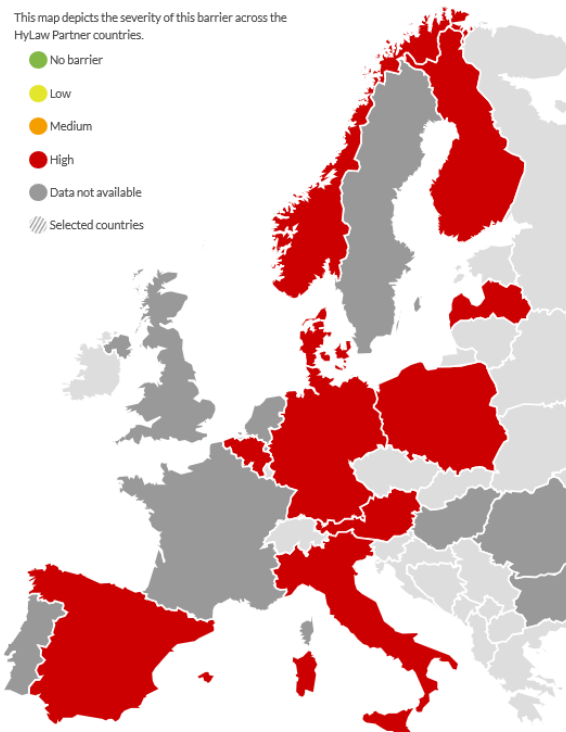 This map depicts the severity of this barrier across the
HyLaw Partner countries.
No barrier
Low
Medium
High
Data not available
Selected countries